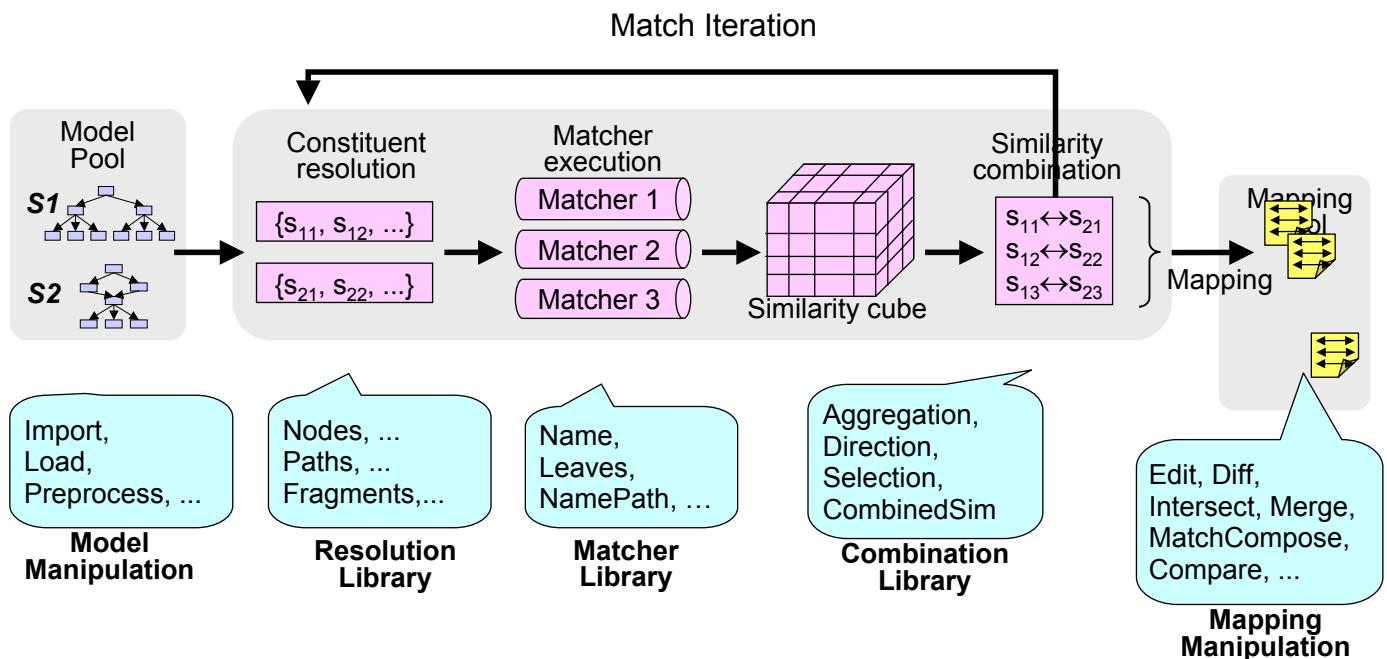 Match Iteration
Model
Pool
S1
S2
Constituent
resolution
{s11, s12, ...}
{s21, s22, ...}
Matcher
execution
Matcher 1
Matcher 2
Matcher 3
Similarity cube
Similarity
combination
s11↔s21
s12↔s22
s13↔s23
Mapping
Mapping
Import,
Load,
Preprocess, ...
Model
Manipulation
Nodes, ...
Paths, ...
Fragments,...
Resolution
Library
Name,
Leaves,
NamePath, …
Matcher
Library
Aggregation,
Direction,
Selection,
CombinedSim
Combination
Library
Edit, Diff,
Intersect, Merge,
MatchCompose,
Compare, ...
Mapping
Manipulation